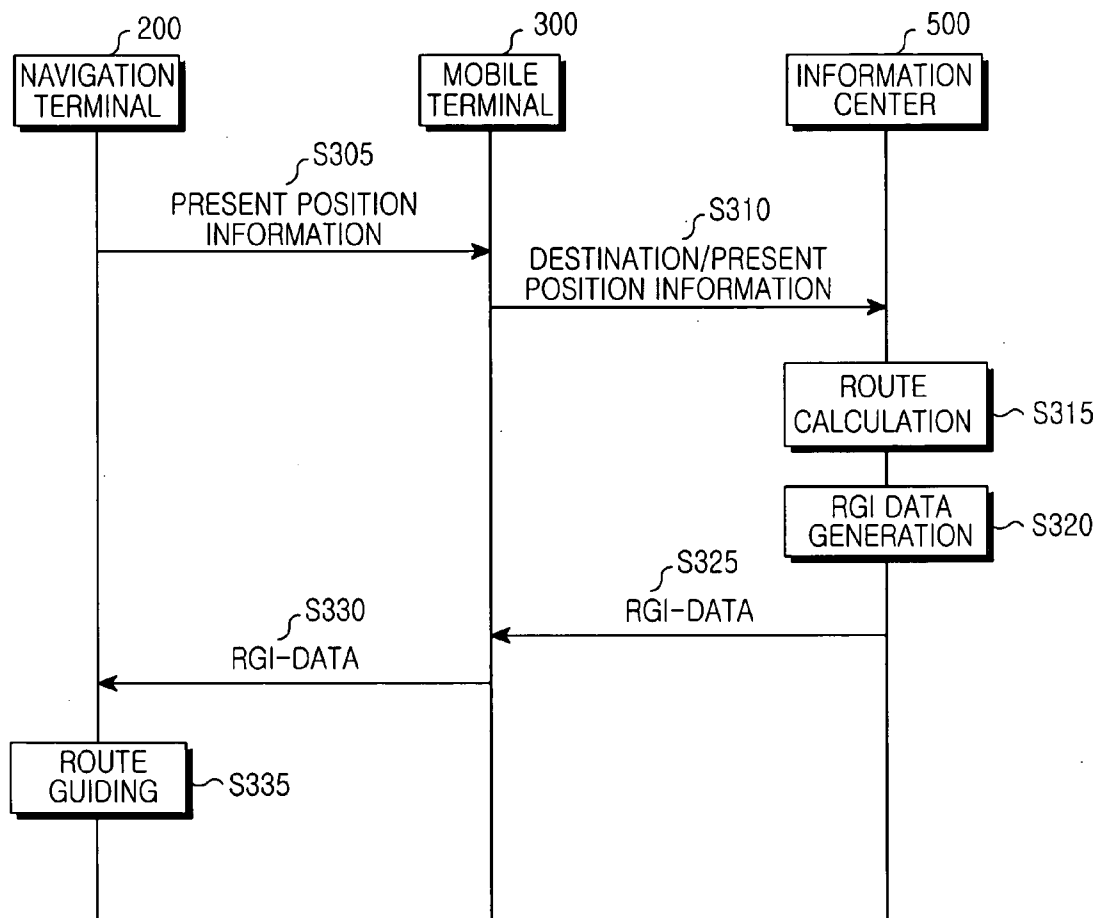 200
300
500
NAVIGATION
TERMINAL
MOBILE
TERMINAL
INFORMATION
CENTER
S305
PRESENT POSITION
INFORMATION
S310
DESTINATION/PRESENT
POSITION INFORMATION
ROUTE
CALCULATION
S315
RGI DATA
GENERATION
S320
S325
RGI-DATA
S330
RGI-DATA
ROUTE
GUIDING
S335